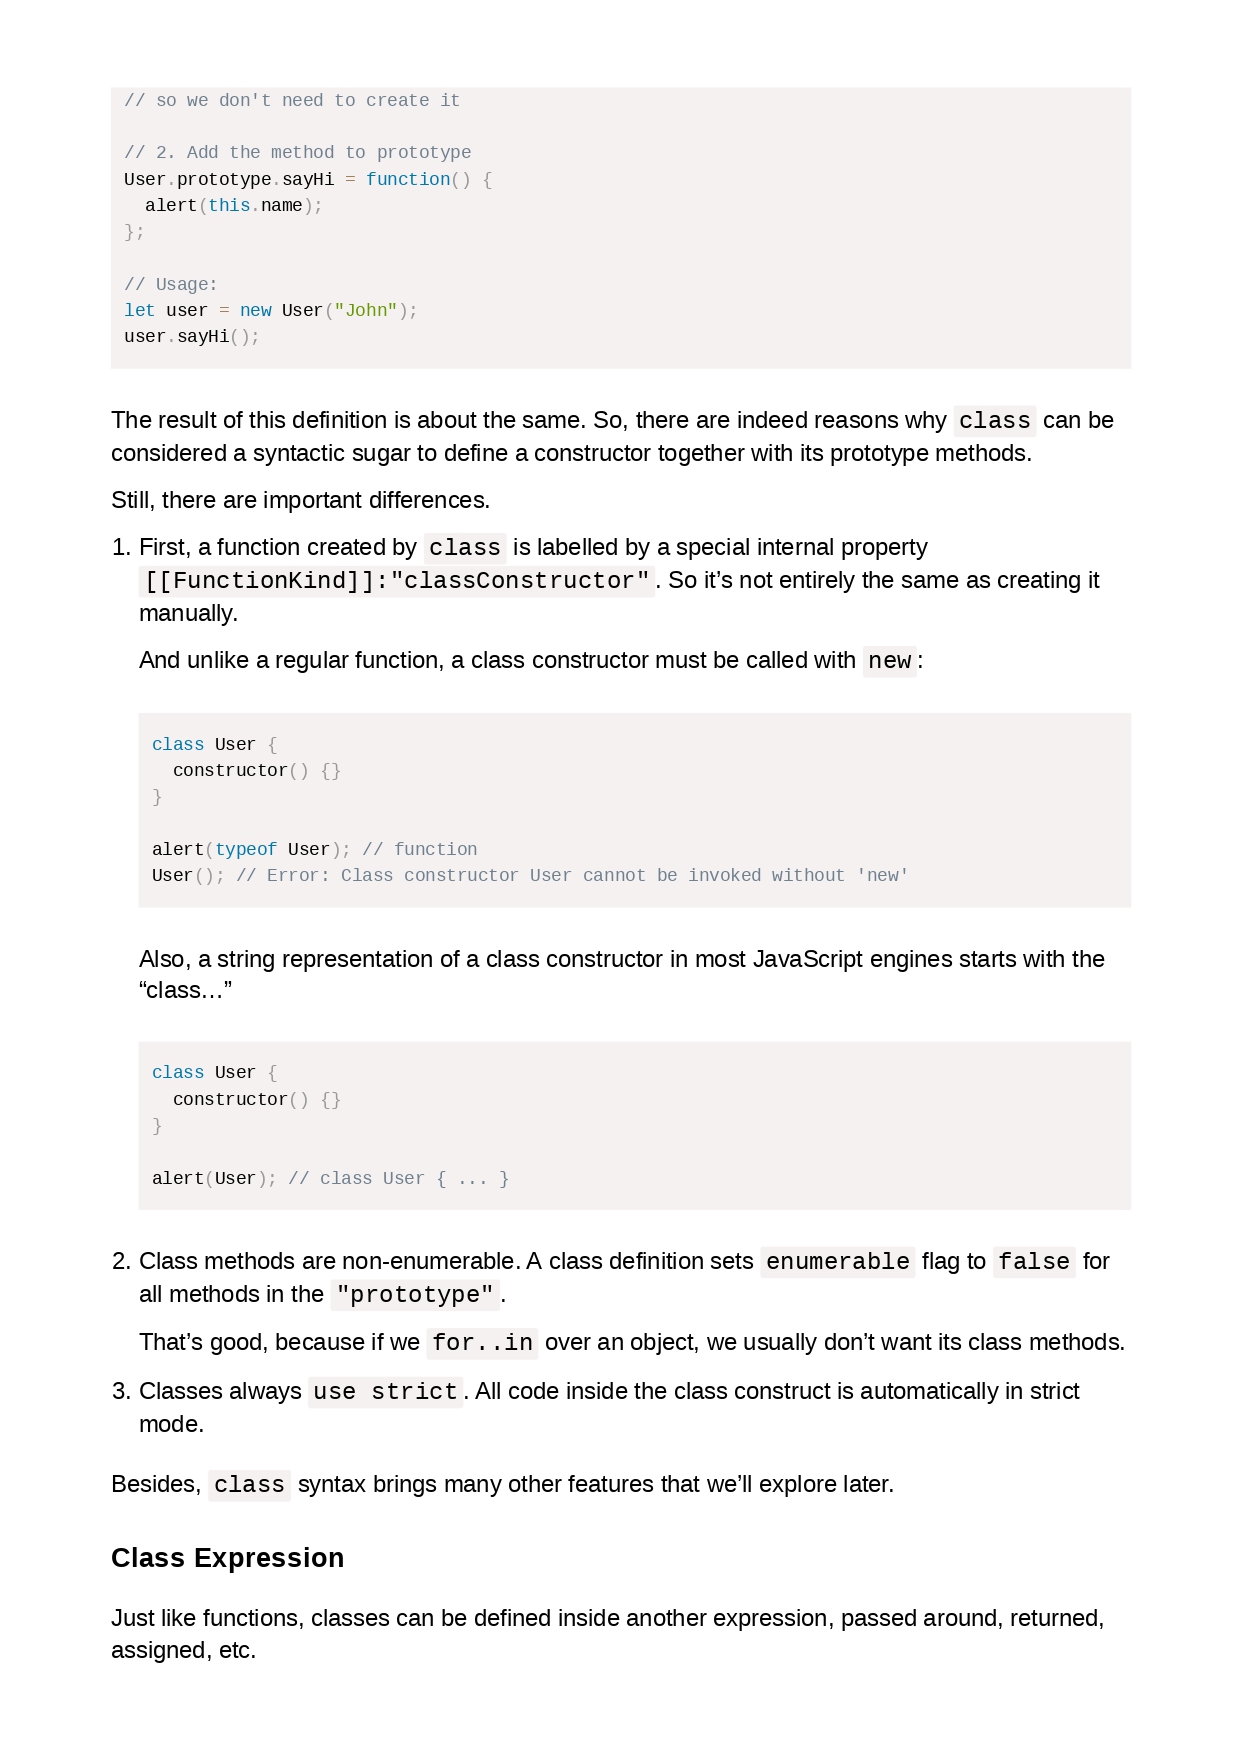 // so we don't need to create it
// 2. Add the method to prototype
User.prototype.sayHi = function() {
  alert(this.name);
};
// Usage:
let user = new User("John");
user.sayHi();
The result of this definition is about the same. So, there are indeed reasons why class can be
considered a syntactic sugar to define a constructor together with its prototype methods.
Still, there are important differences.
1. First, a function created by class is labelled by a special internal property
[[FunctionKind]]:"classConstructor". So it’s not entirely the same as creating it
manually.
And unlike a regular function, a class constructor must be called with new:
class User {
  constructor() {}
}
alert(typeof User); // function
User(); // Error: Class constructor User cannot be invoked without 'new'
Also, a string representation of a class constructor in most JavaScript engines starts with the
“class…”
class User {
  constructor() {}
}
alert(User); // class User { ... }
2. Class methods are non-enumerable. A class definition sets enumerable flag to false for
all methods in the "prototype".
That’s good, because if we for..in over an object, we usually don’t want its class methods.
3. Classes always use strict. All code inside the class construct is automatically in strict
mode.
Besides, class syntax brings many other features that we’ll explore later.
Class Expression
Just like functions, classes can be defined inside another expression, passed around, returned,
assigned, etc.